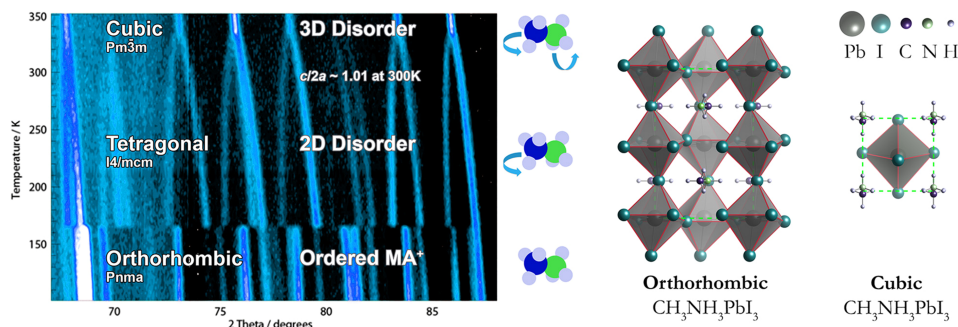 350
300
250
200
150
Temperature / K
Cubic
Pm3̄m
3D Disorder
c/2a ~ 1.01 at 300K
Tetragonal
I4/mcm
2D Disorder
Orthorhombic
Pnma
Ordered MA⁺
70
75
80
85
2 Theta / degrees
Orthorhombic
CH₃NH₃PbI₃
Pb I C N H
Cubic
CH₃NH₃PbI₃